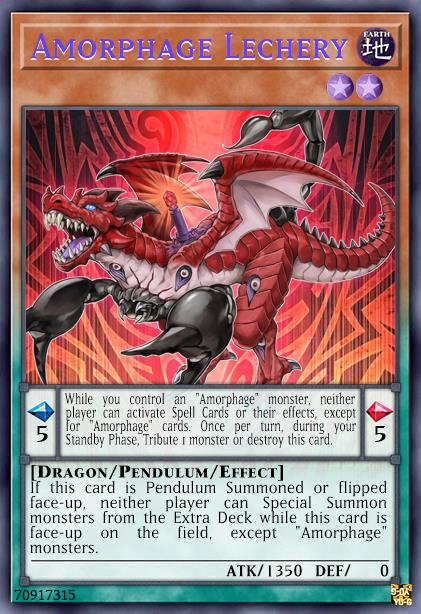 Amorphage Lechery
EARTH
地
While you control an "Amorphage" monster, neither
player can activate Spell Cards or their effects, except
for "Amorphage" cards. Once per turn, during your
Standby Phase, Tribute 1 monster or destroy this card.
5
5
[Dragon/Pendulum/Effect]
If this card is Pendulum Summoned or flipped
face-up, neither player can Special Summon
monsters from the Extra Deck while this card is
face-up on the field, except "Amorphage"
monsters.
ATK/1350 DEF/ 0
70917315